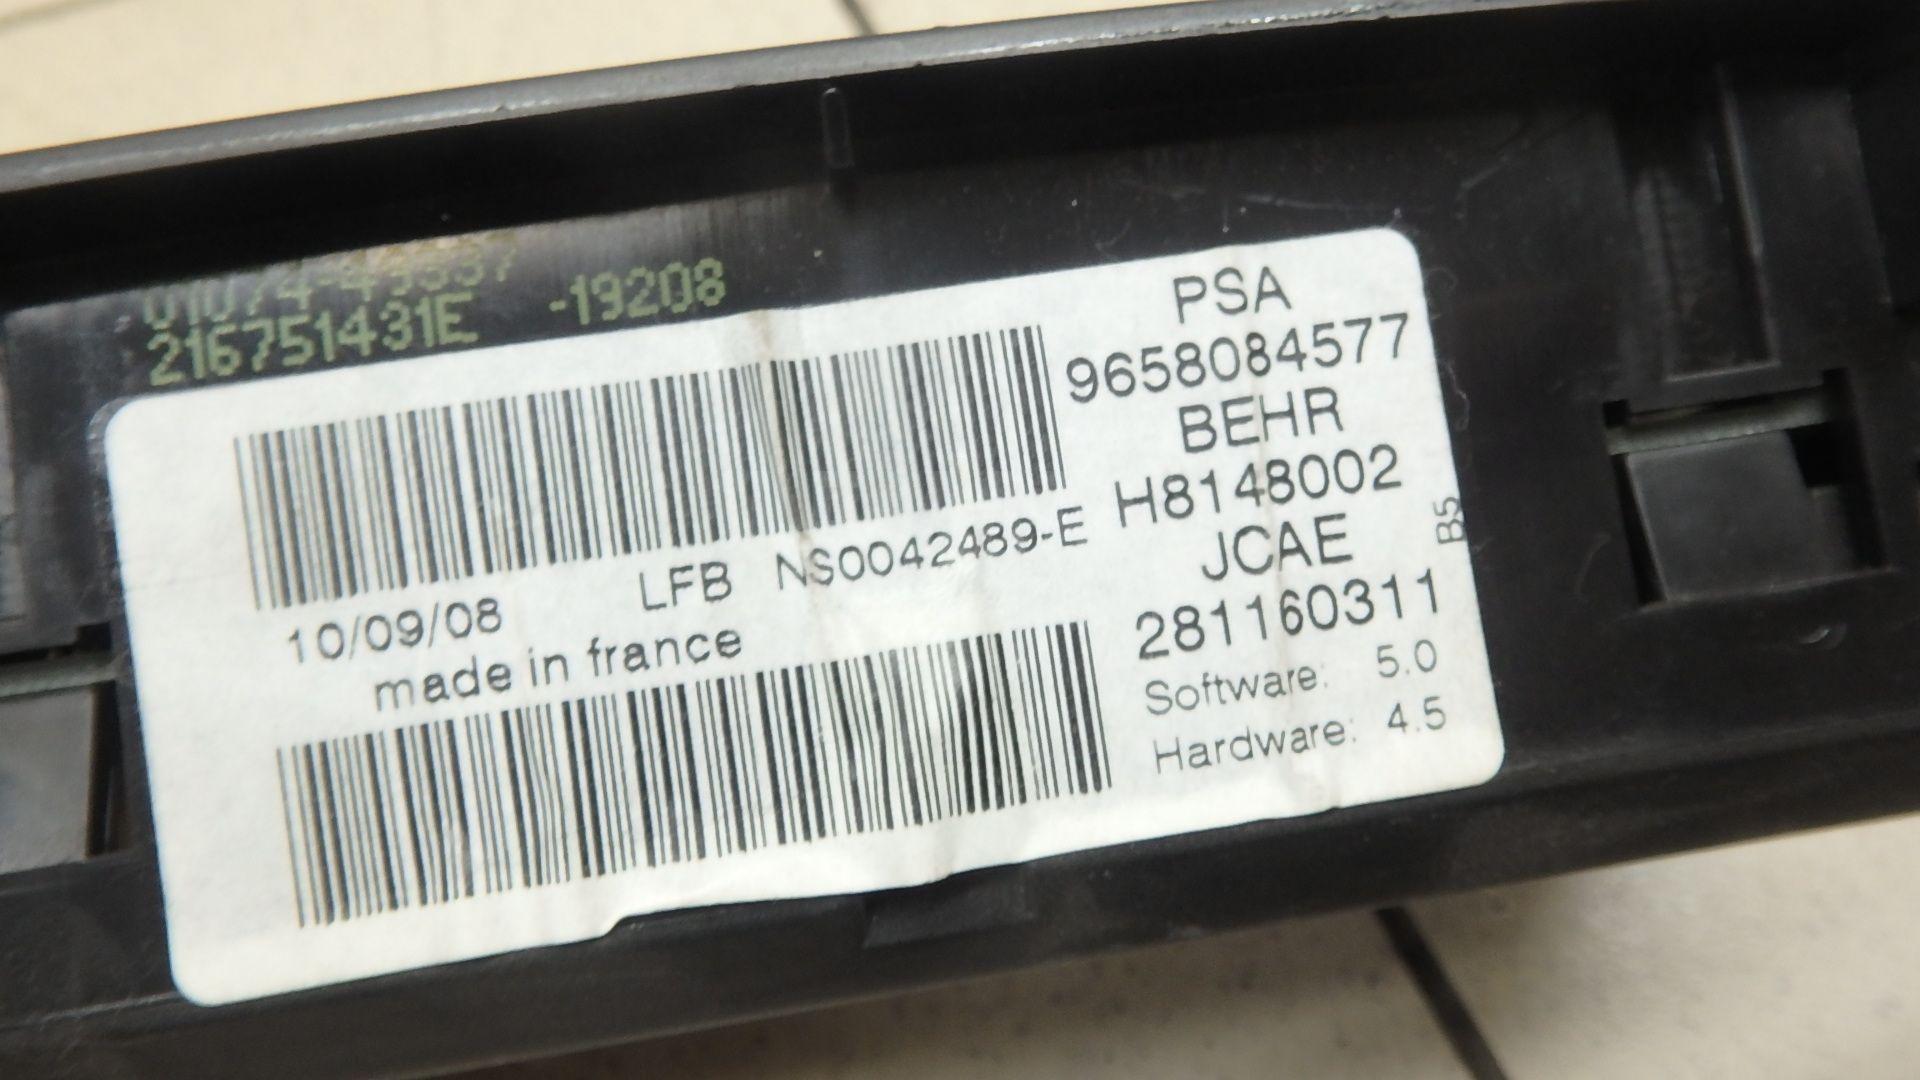 216751431E -19208
PSA
9658084577
BEHR
H8148002
JCAE
281160311
Software: 5.0
Hardware: 4.5
B5
LFB NS0042489-E
10/09/08
made in france